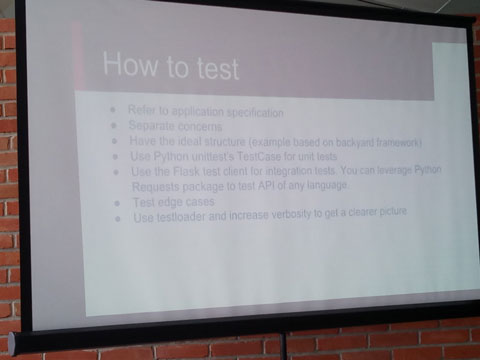 How to test
● Refer to application specification
● Separate concerns
● Have the ideal structure (example based on backyard framework)
● Use Python unittest's TestCase for unit tests
● Use the Flask test client for integration tests. You can leverage Python
Requests package to test API of any language.
● Test edge cases
● Use testloader and increase verbosity to get a clearer picture